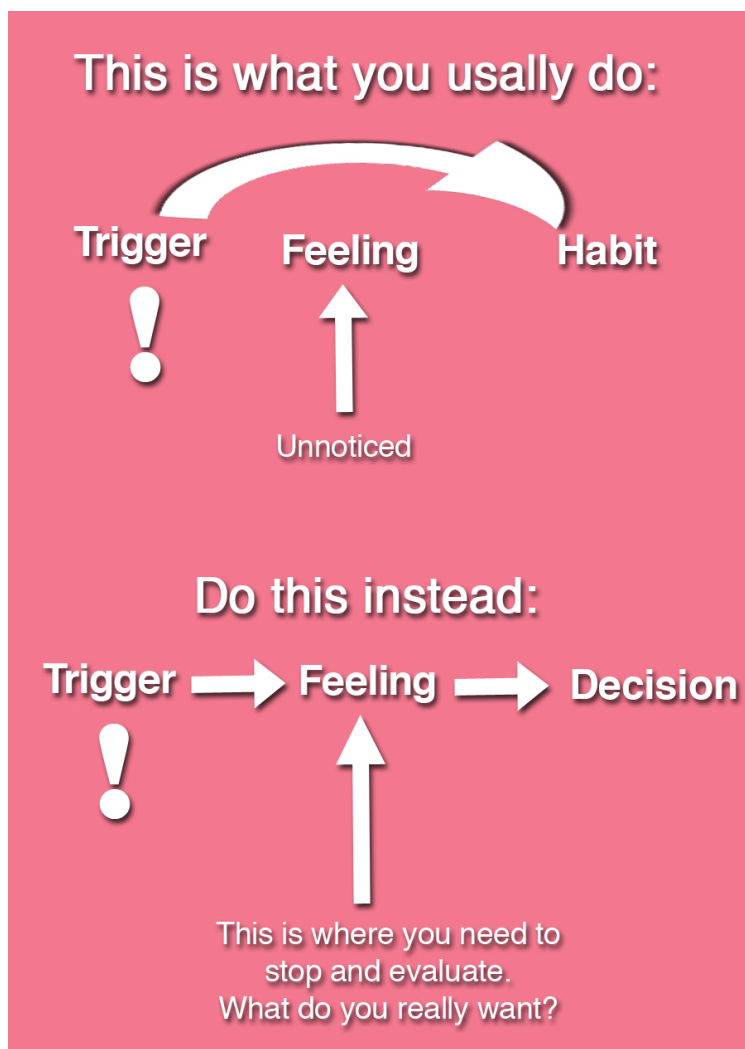 This is what you usally do:
Trigger Feeling Habit
!
Unnoticed
Do this instead:
Trigger Feeling Decision
!
This is where you need to
stop and evaluate.
What do you really want?